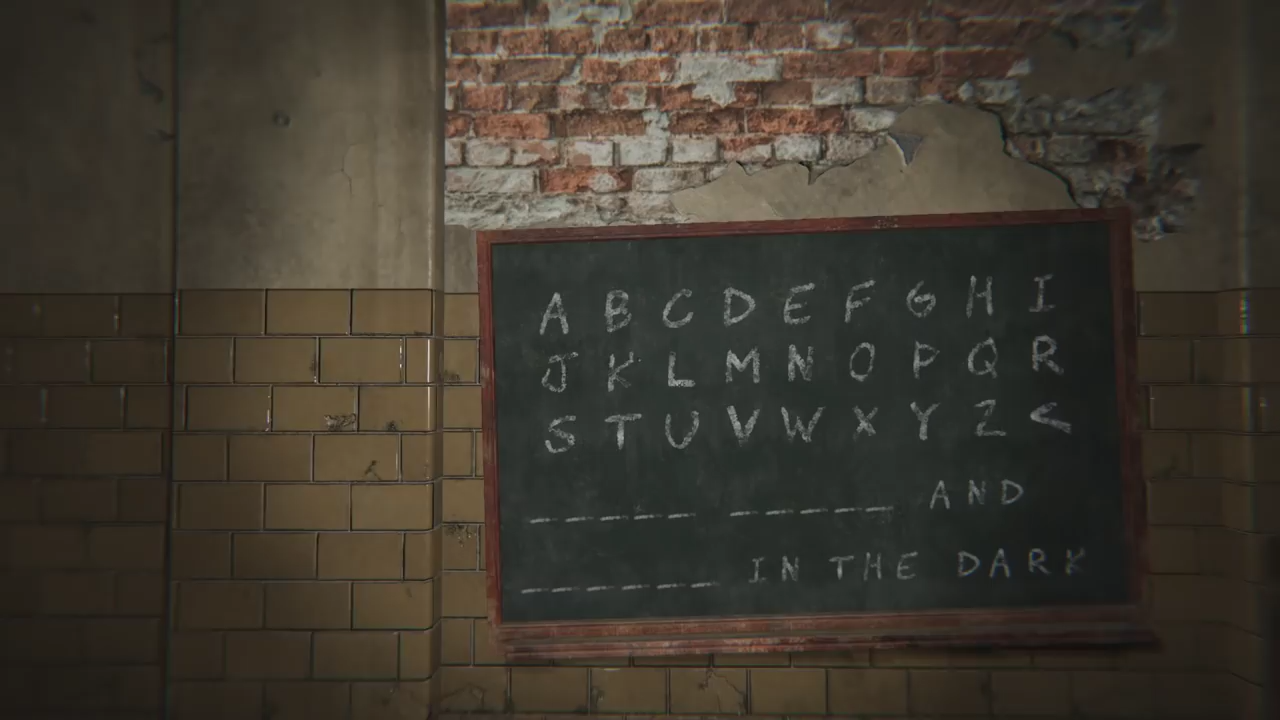 A B C D E F G H I
J K L M N O P Q R
S T U V W X Y Z <
_ _ _ _ _ _ _ _ _ _ AND
_ _ _ _ _ _ IN THE DARK